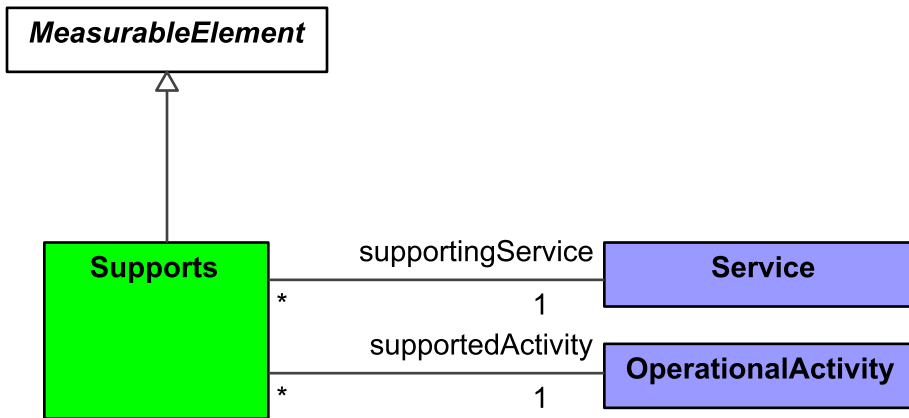 MeasurableElement
Supports
supportingService
Service
* 1
supportedActivity
OperationalActivity
* 1